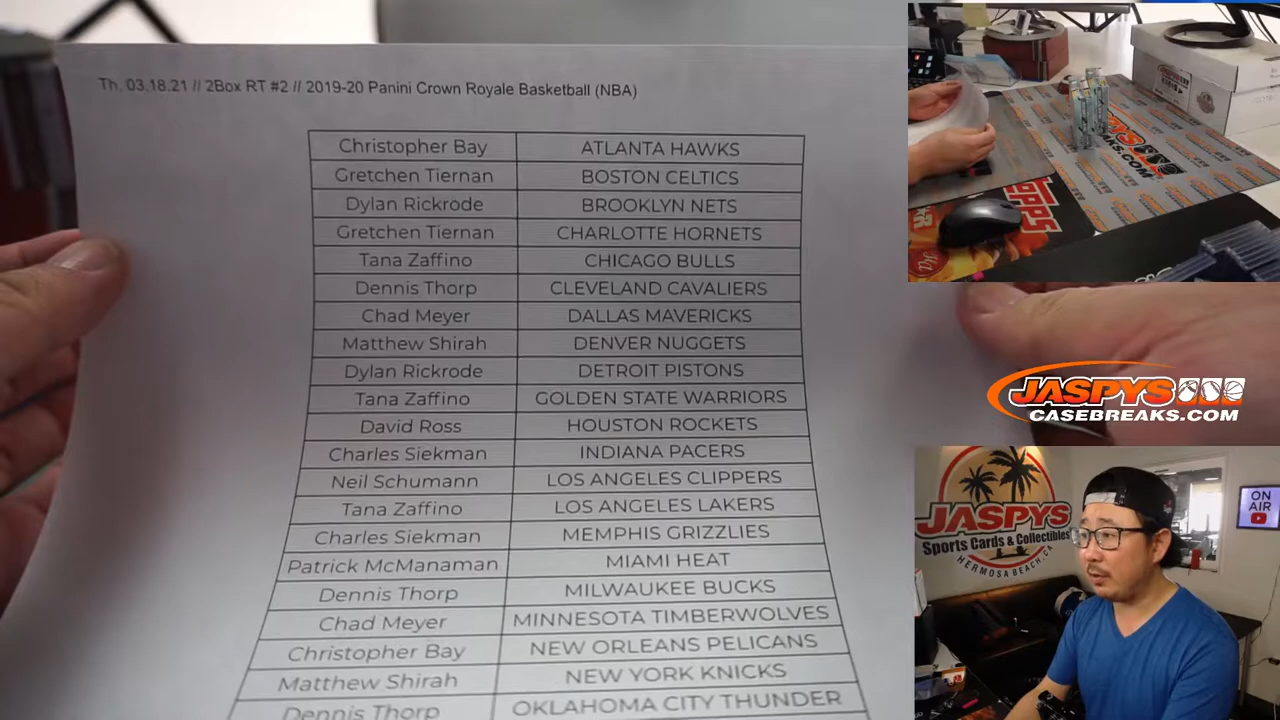 Th, 03.18.21 // 2Box RT #2 // 2019-20 Panini Crown Royale Basketball (NBA)
Christopher Bay ATLANTA HAWKS
Gretchen Tiernan BOSTON CELTICS
Dylan Rickrode BROOKLYN NETS
Gretchen Tiernan CHARLOTTE HORNETS
Tana Zaffino CHICAGO BULLS
Dennis Thorp CLEVELAND CAVALIERS
Chad Meyer DALLAS MAVERICKS
Matthew Shirah DENVER NUGGETS
Dylan Rickrode DETROIT PISTONS
Tana Zaffino GOLDEN STATE WARRIORS
David Ross HOUSTON ROCKETS
Charles Siekman INDIANA PACERS
Neil Schumann LOS ANGELES CLIPPERS
Tana Zaffino LOS ANGELES LAKERS
Charles Siekman MEMPHIS GRIZZLIES
Patrick McManaman MIAMI HEAT
Dennis Thorp MILWAUKEE BUCKS
Chad Meyer MINNESOTA TIMBERWOLVES
Christopher Bay NEW ORLEANS PELICANS
Matthew Shirah NEW YORK KNICKS
Dennis Thorp OKLAHOMA CITY THUNDER
TOPPS
JASPYS
CASEBREAKS.COM
JASPYS
Sports Cards & Collectibles
HERMOSA BEACH, CA
ON
AIR